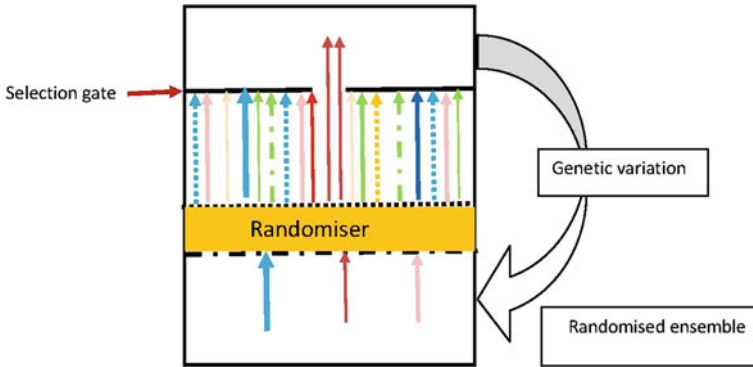 Selection gate
Genetic variation
Randomiser
Randomised ensemble